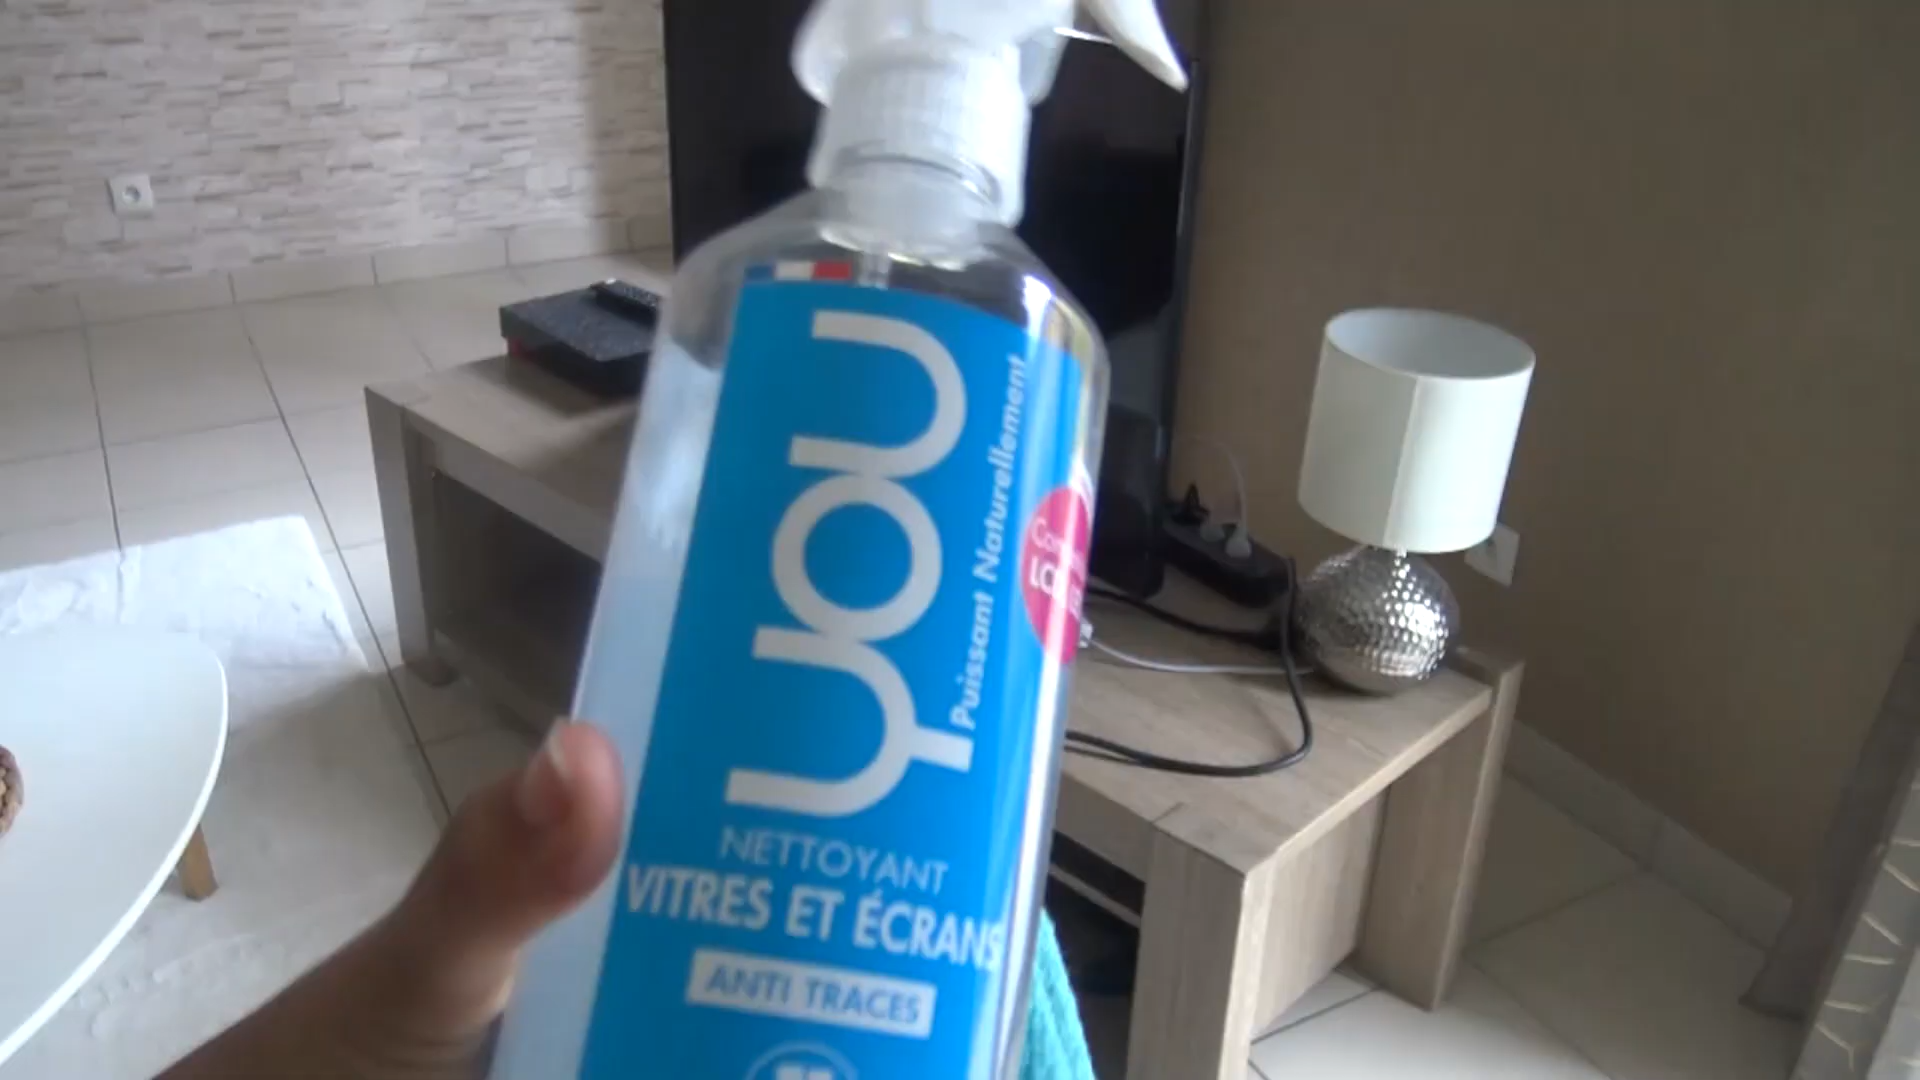 YOU
Puissant Naturellement
NETTOYANT
VITRES ET ÉCRANS
ANTI TRACES